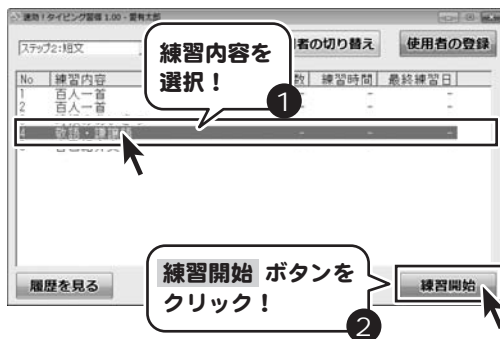 速効!タイピング習得 1.00 - 愛有太郎
ステップ2:短文
者の切り替え
使用者の登録
練習内容を
選択!
1
No 練習内容 数 練習時間 最終練習日
1 百人一首 - -
2 百人一首 - -
4 敬語・謙譲語 - - -
履歴を見る
練習開始 ボタンを
クリック!
2
練習開始